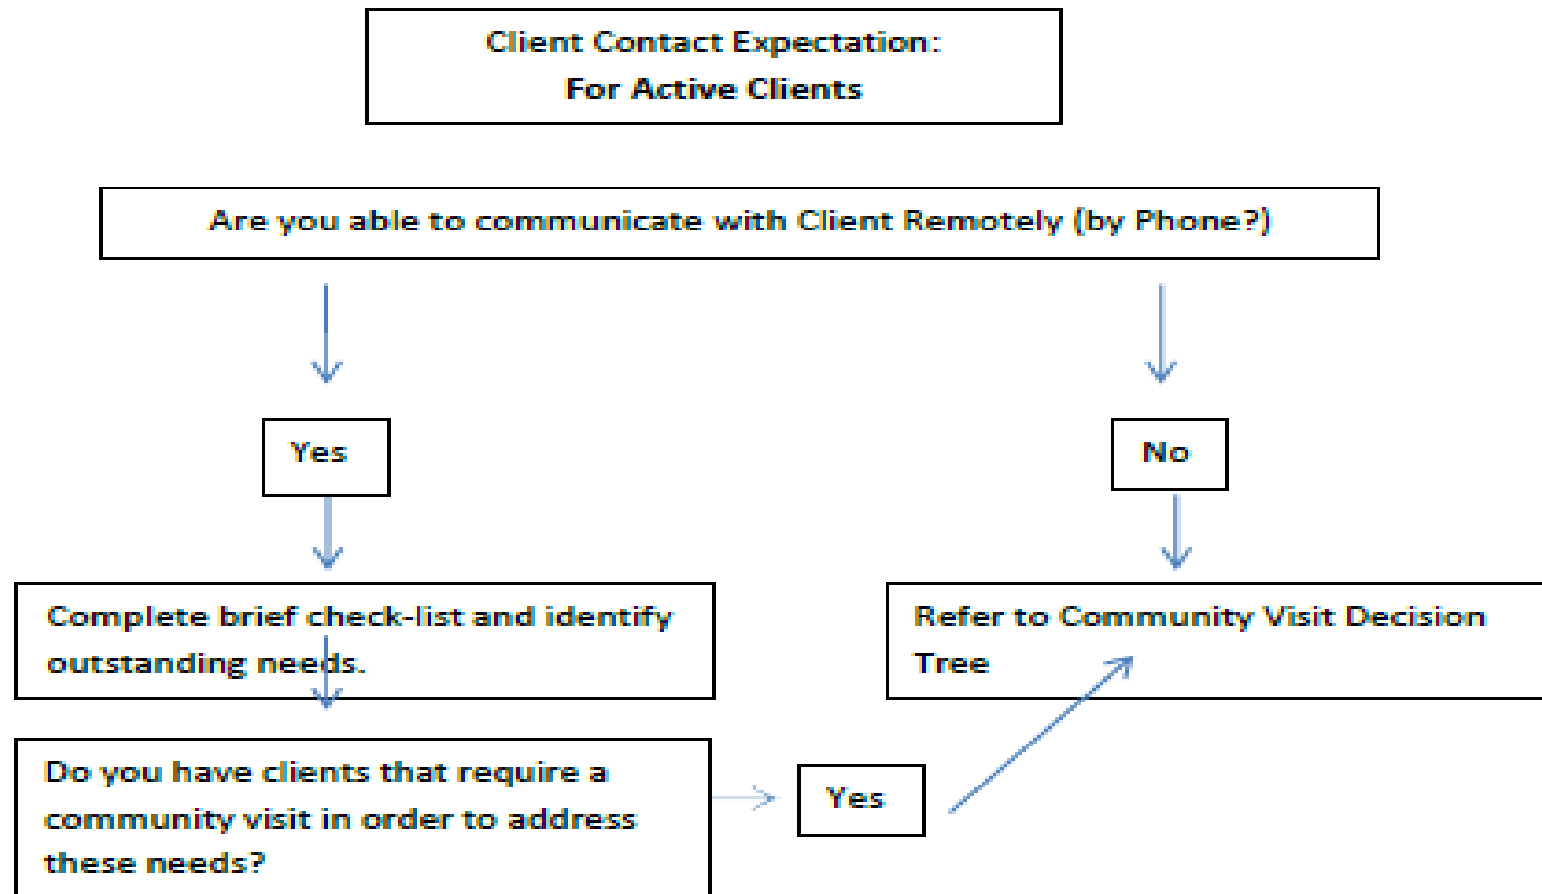 Client Contact Expectation:
For Active Clients
Are you able to communicate with Client Remotely (by Phone?)
Yes
No
Complete brief check-list and identify
outstanding needs.
Refer to Community Visit Decision
Tree
Do you have clients that require a
community visit in order to address
these needs?
Yes